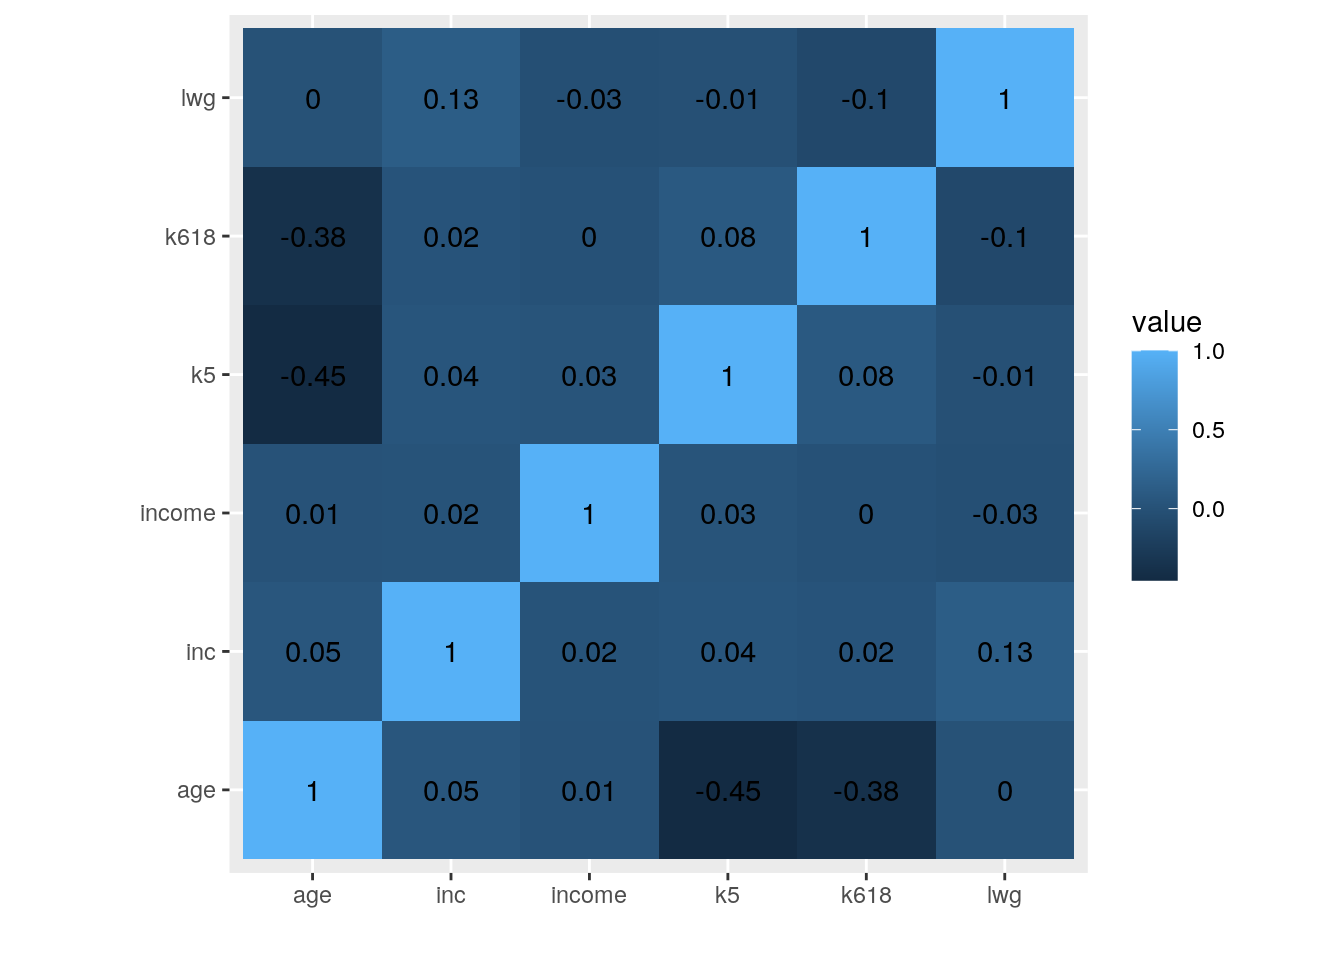 lwg 0 0.13 -0.03 -0.01 -0.1 1
k618 -0.38 0.02 0 0.08 1 -0.1
value
1.0
k5 -0.45 0.04 0.03 1 0.08 -0.01
0.5
income 0.01 0.02 1 0.03 0 -0.03
0.0
inc 0.05 1 0.02 0.04 0.02 0.13
age 1 0.05 0.01 -0.45 -0.38 0
age inc income k5 k618 lwg